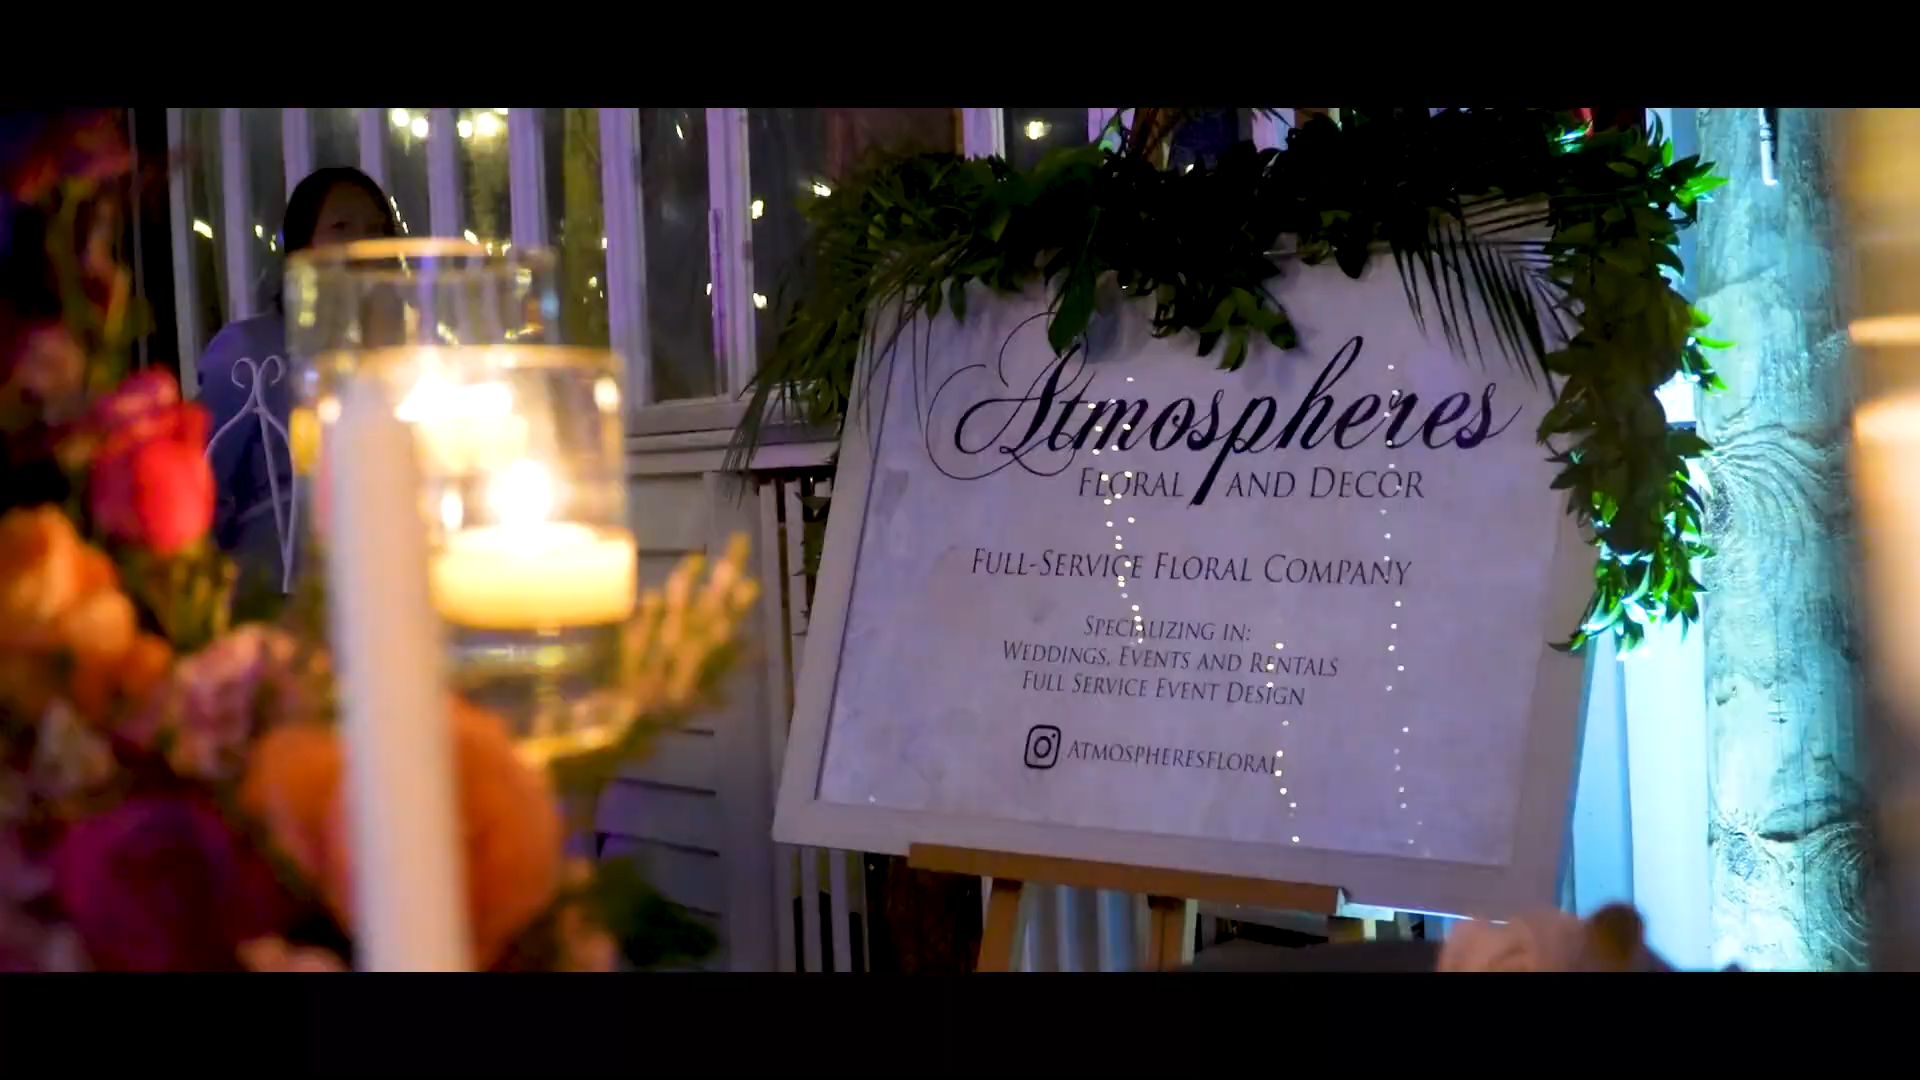 Atmospheres
FLORAL AND DECOR
FULL-SERVICE FLORAL COMPANY
SPECIALIZING IN:
WEDDINGS, EVENTS AND RENTALS
FULL SERVICE EVENT DESIGN
ATMOSPHERESFLORAL